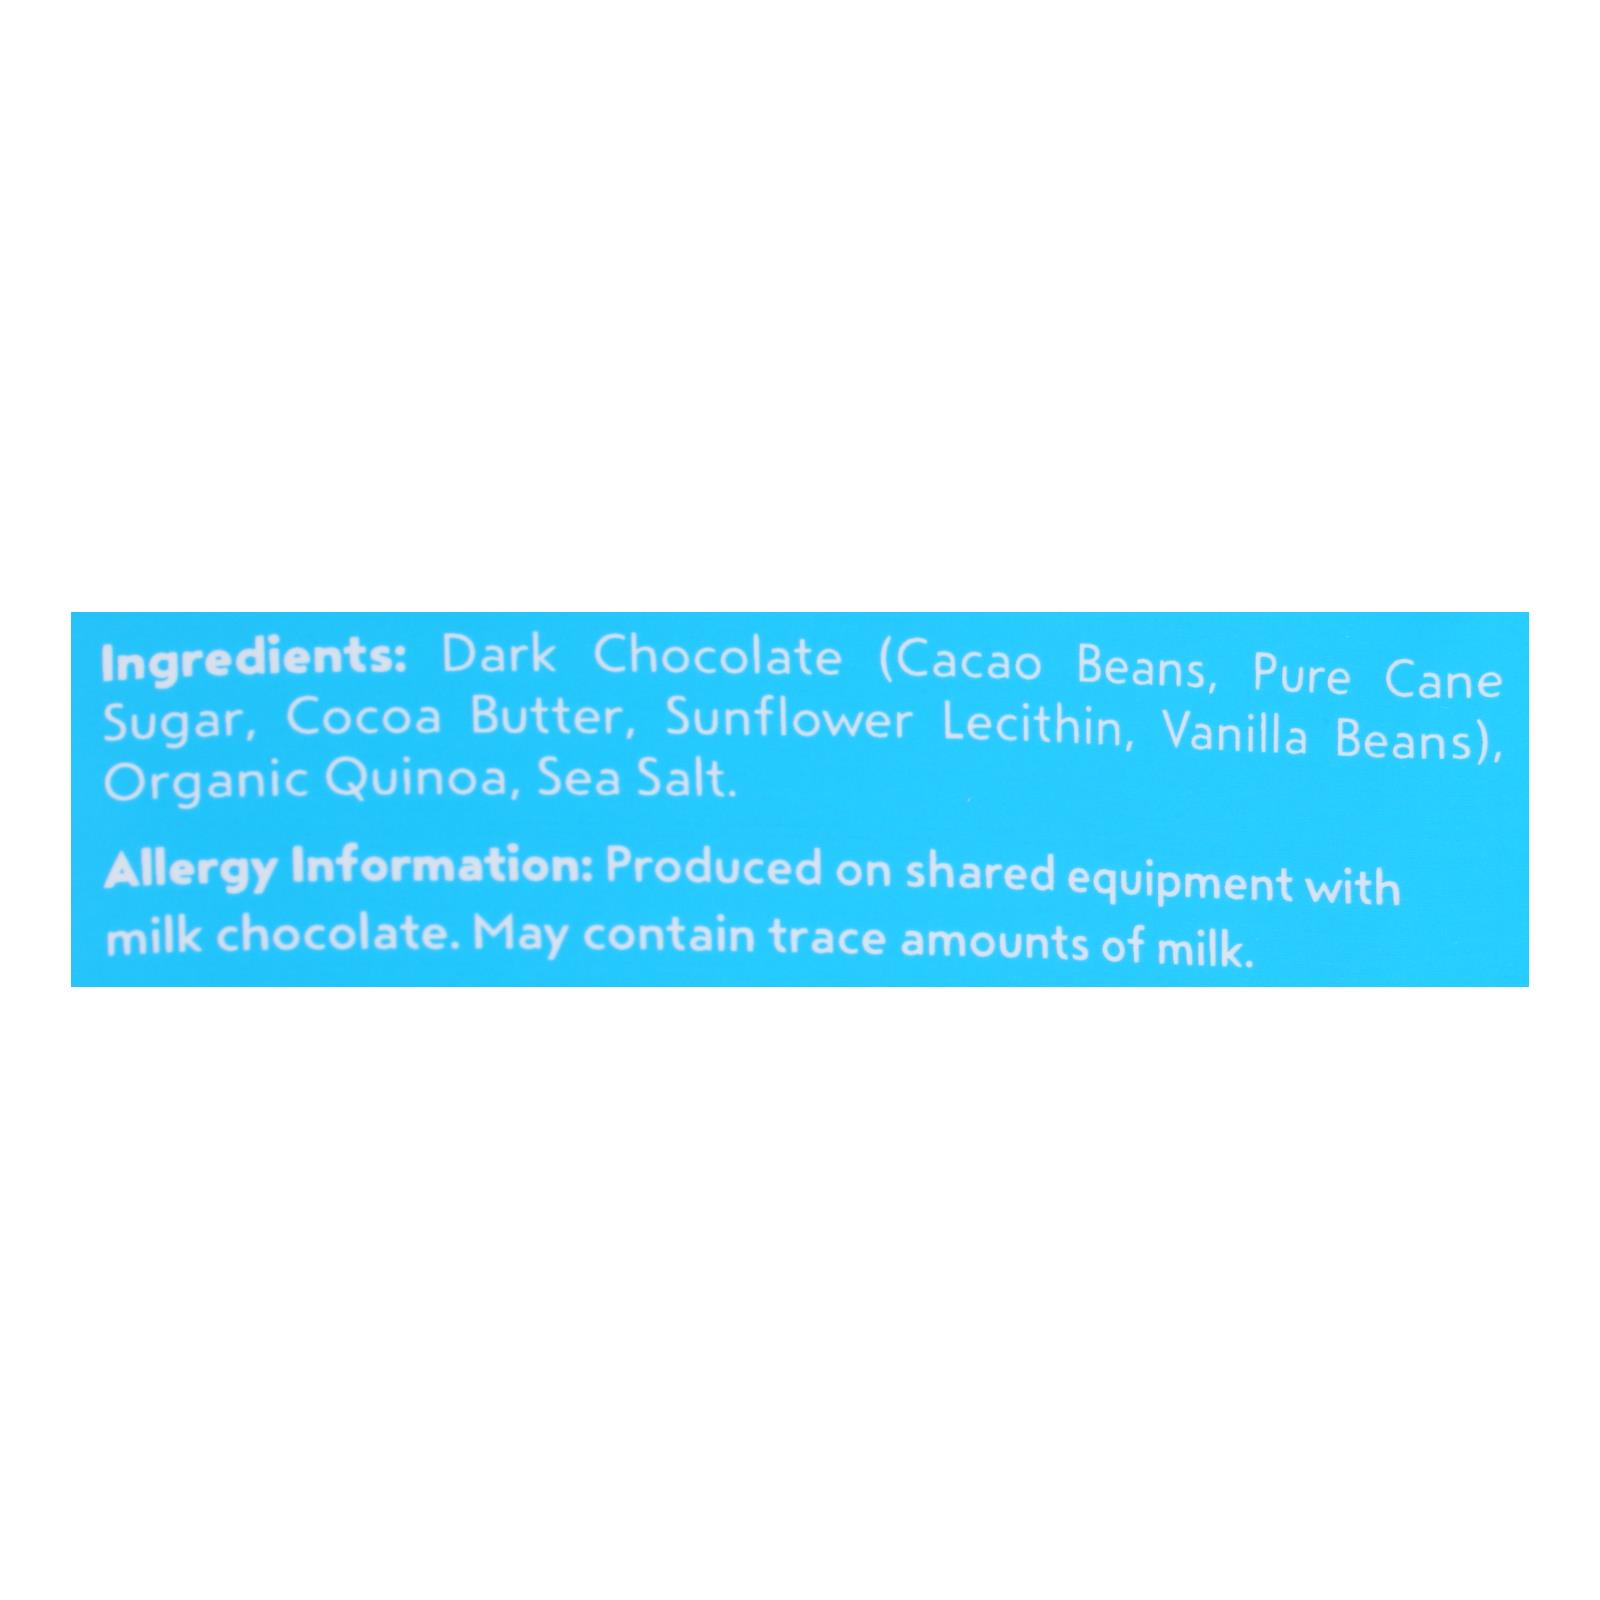 Ingredients: Dark Chocolate (Cacao Beans, Pure Cane
Sugar, Cocoa Butter, Sunflower Lecithin, Vanilla Beans),
Organic Quinoa, Sea Salt.
Allergy Information: Produced on shared equipment with
milk chocolate. May contain trace amounts of milk.